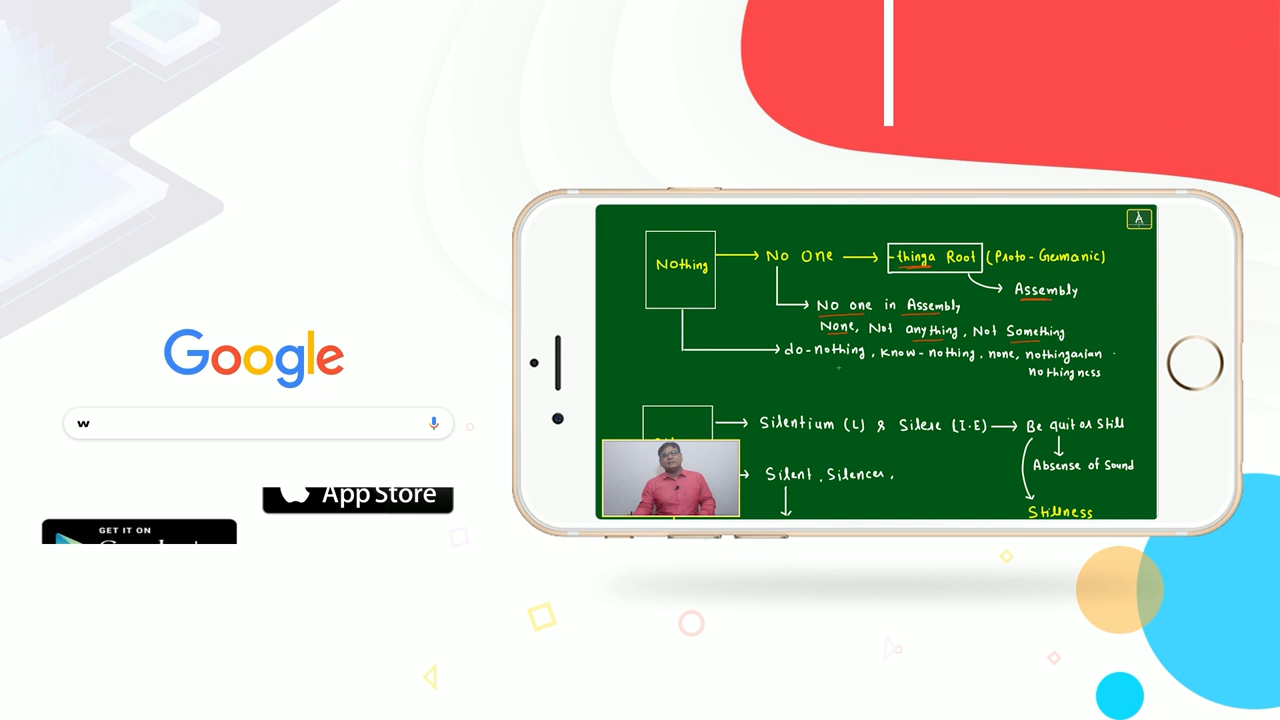 Nothing
No One
-thinga Root
(Proto-Germanic)
Assembly
No one in Assembly
None, Not anything, Not Something
do-nothing, know-nothing, none, nothingarian
nothingness
Google
w
Silentium (L) & Silere (I.E)
Be quit or Still
Absense of Sound
Silent, Silencer,
Stillness
App Store
GET IT ON